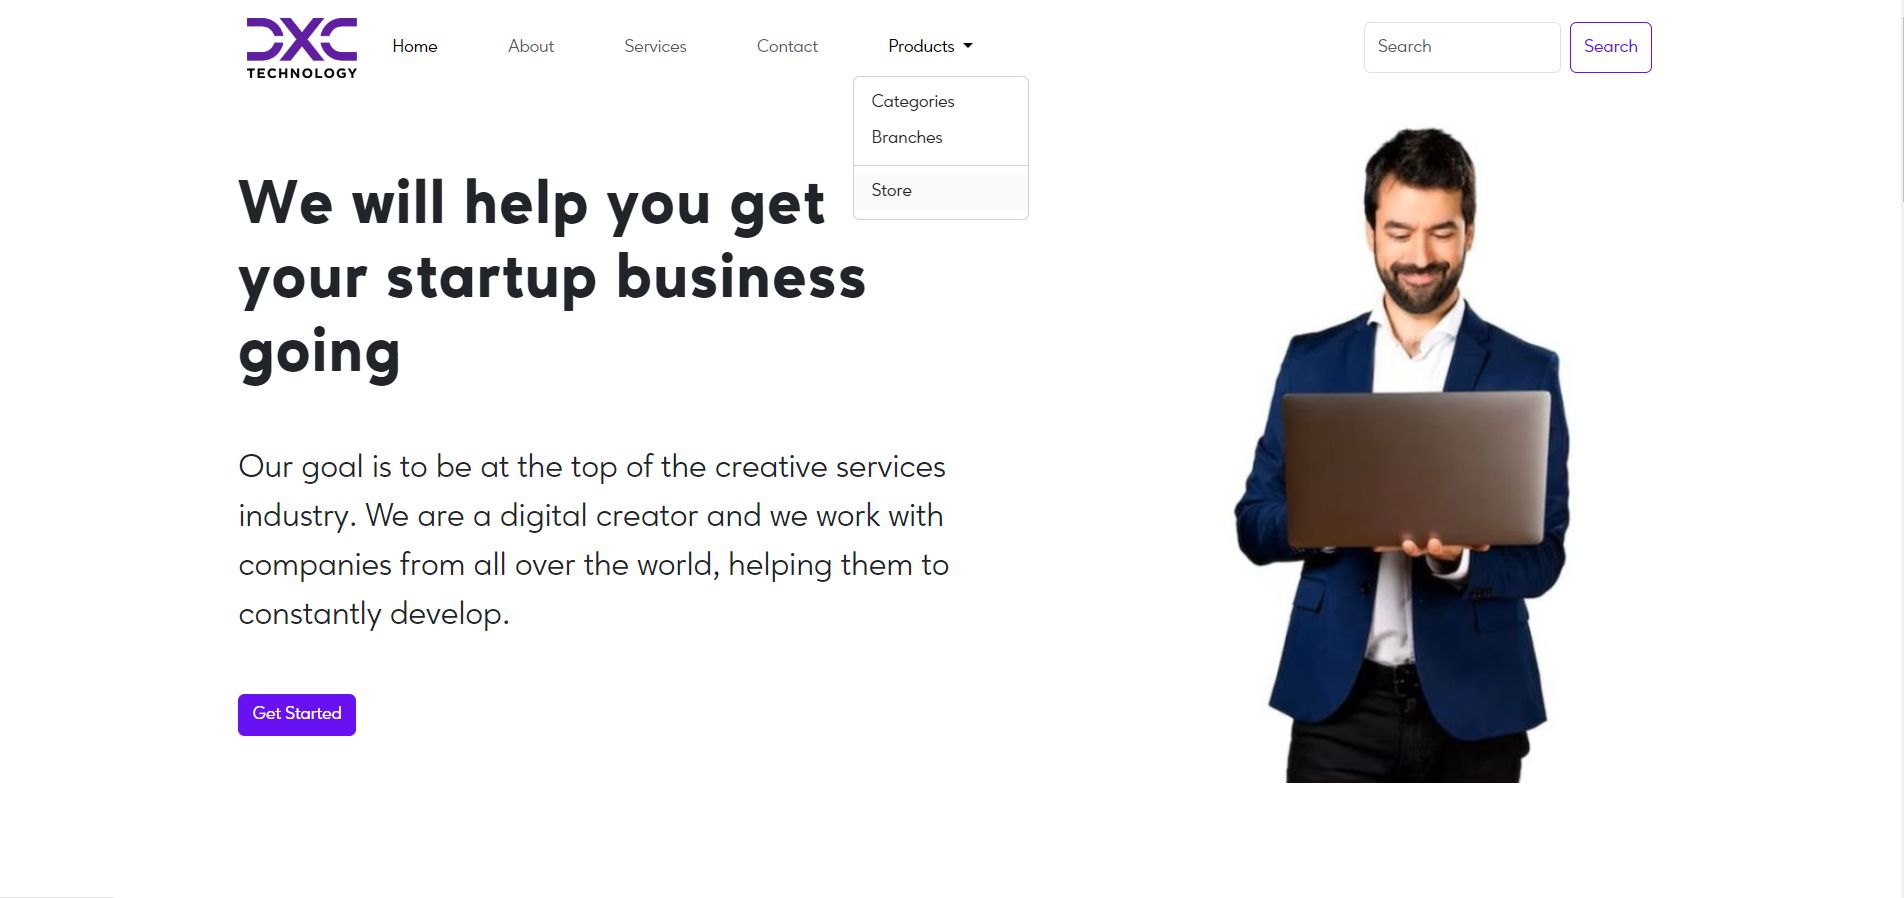 DXC
TECHNOLOGY
Home
About
Services
Contact
Products
Search
Search
Categories
Branches
Store
We will help you get
your startup business
going
Our goal is to be at the top of the creative services
industry. We are a digital creator and we work with
companies from all over the world, helping them to
constantly develop.
Get Started